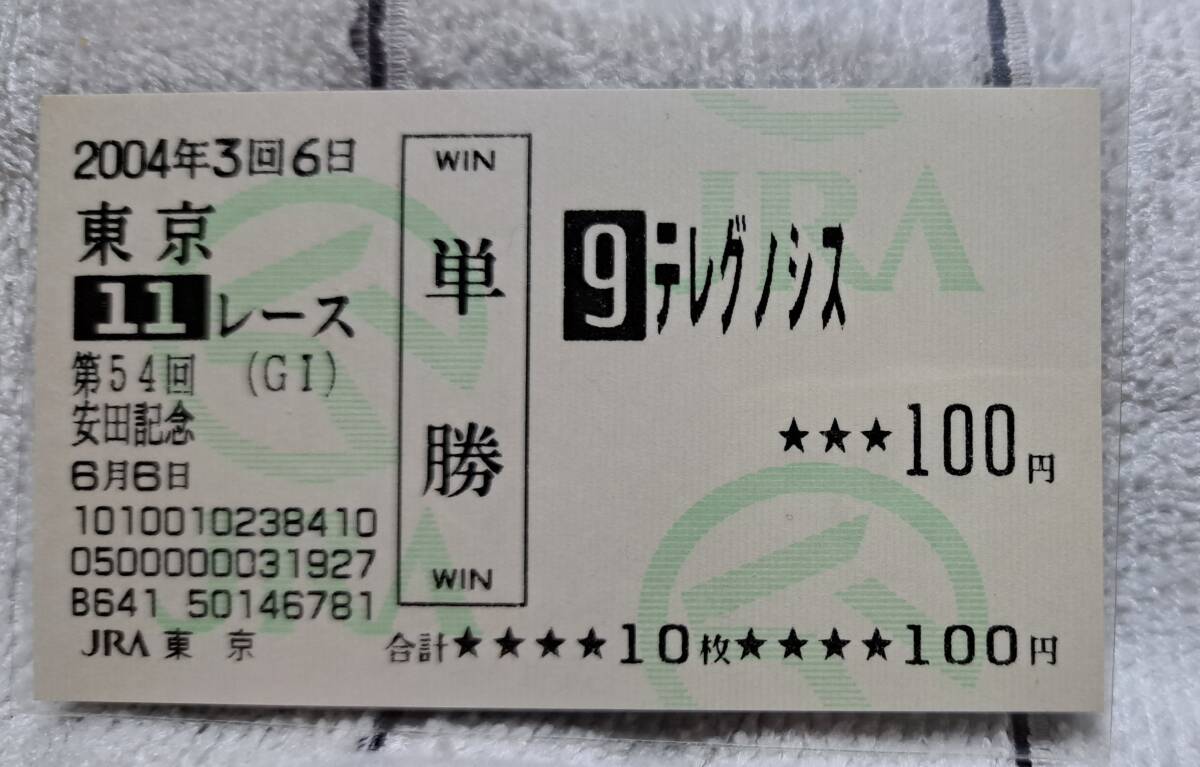 2004年3回6日
東京
11レース
第54回 (GI)
安田記念
6月6日
1010010238410
0500000031927
B641 50146781
JRA 東京
WIN
単勝
WIN
9 テレグノシス
★★★100円
合計★★★★10枚★★★★100円
JRA
JRA